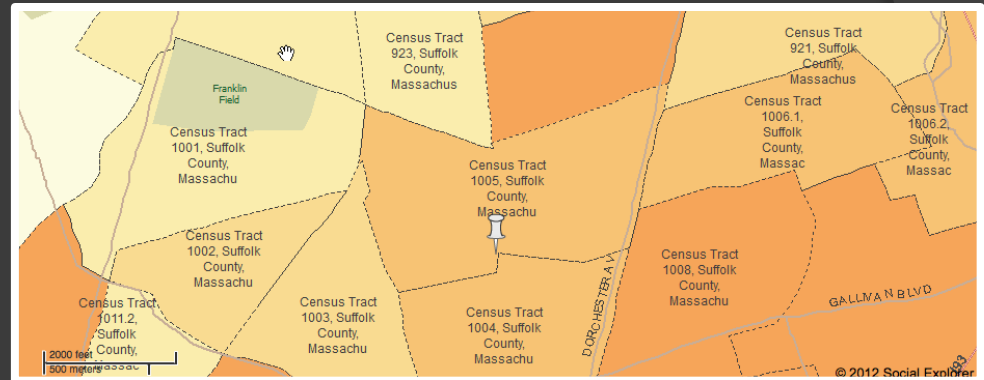 Census Tract
923, Suffolk
County,
Massachus
Census Tract
921, Suffolk
County,
Massachus
Franklin
Field
Census Tract
1001, Suffolk
County,
Massachu
Census Tract
1006.1,
Suffolk
County,
Massac
Census Tract
1006.2,
Suffolk
County,
Massac
Census Tract
1005, Suffolk
County,
Massachu
Census Tract
1002, Suffolk
County,
Massachu
Census Tract
1008, Suffolk
County,
Massachu
DORCHESTER AV
GALLIVAN BLVD
Census Tract
1011.2,
Suffolk
County,
Massac
Census Tract
1003, Suffolk
County,
Massachu
Census Tract
1004, Suffolk
County,
Massachu
2000 feet
500 meters
© 2012 Social Explorer
I93